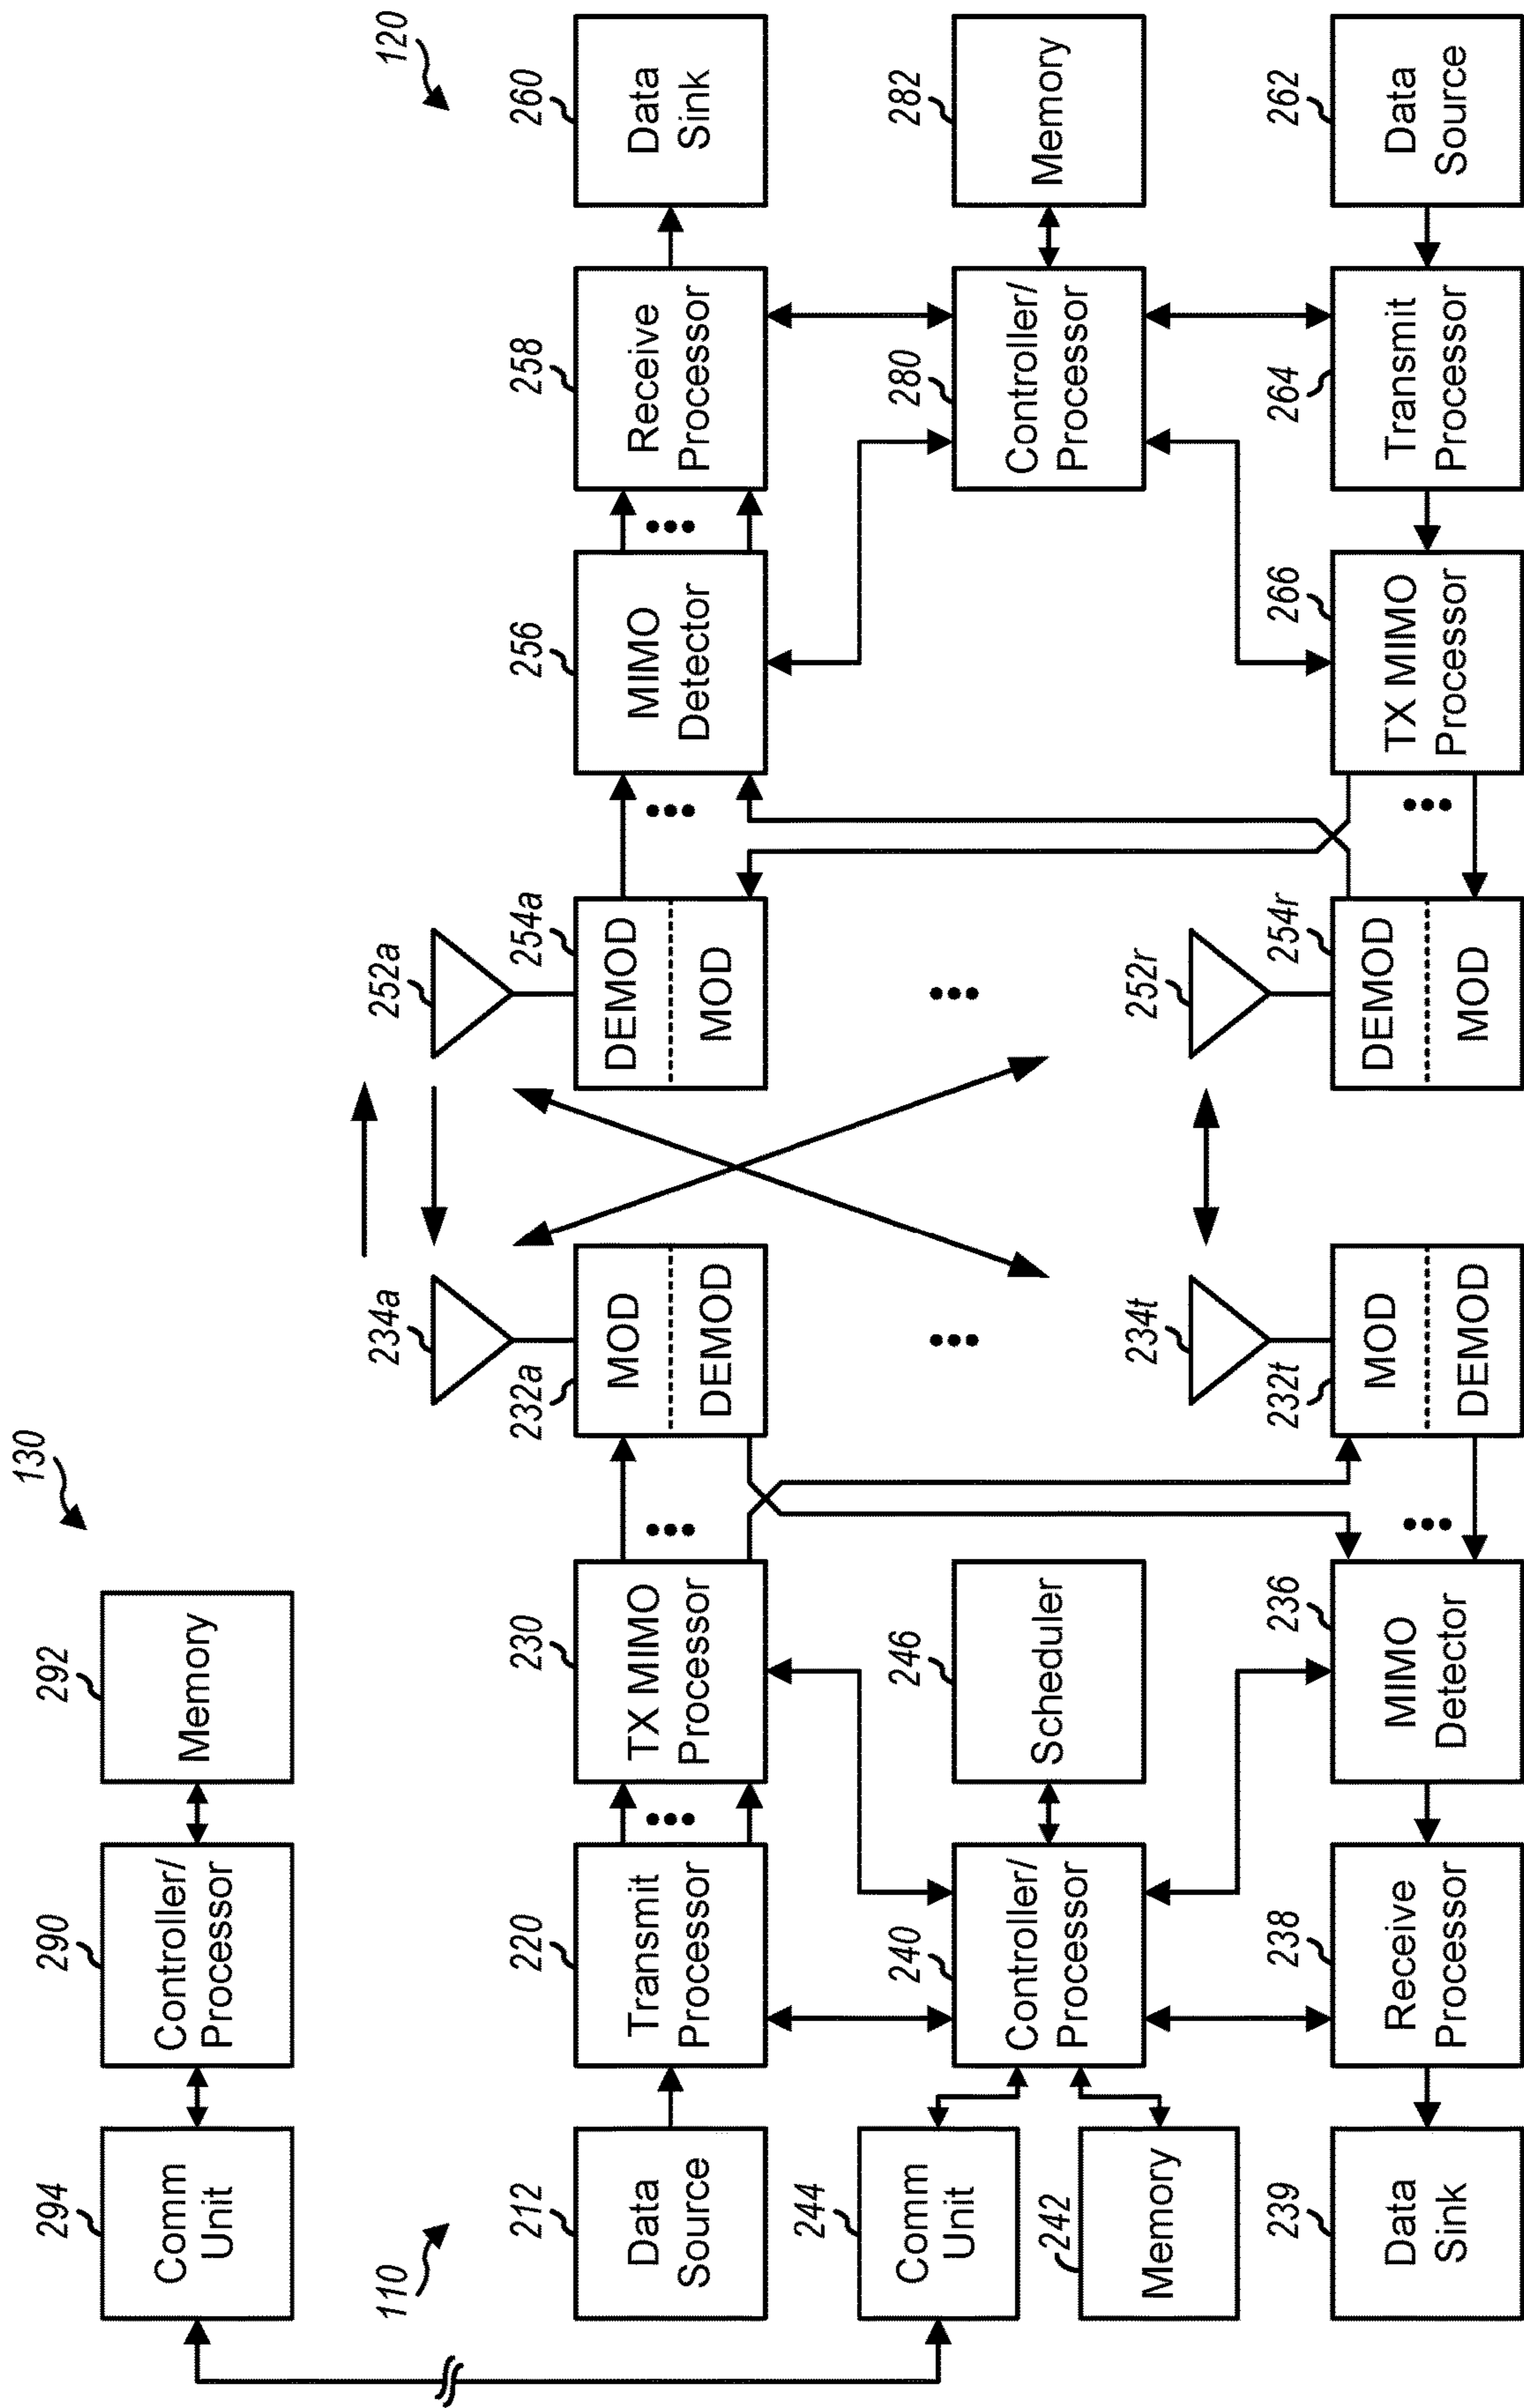 130
294
Comm
Unit
290
Controller/
Processor
292
Memory
110
120
212
Data
Source
220
Transmit
Processor
230
TX MIMO
Processor
232a
MOD
DEMOD
234a
252a
254a
DEMOD
MOD
256
MIMO
Detector
258
Receive
Processor
260
Data
Sink
244
Comm
Unit
242
Memory
240
Controller/
Processor
246
Scheduler
280
Controller/
Processor
282
Memory
239
Data
Sink
238
Receive
Processor
236
MIMO
Detector
232t
MOD
DEMOD
234t
252r
254r
DEMOD
MOD
266
TX MIMO
Processor
264
Transmit
Processor
262
Data
Source